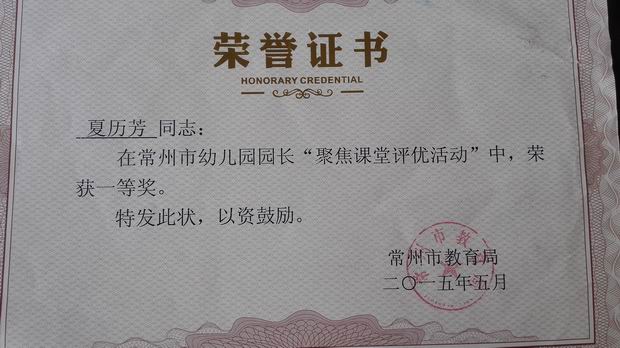 荣誉证书
HONORARY CREDENTIAL
夏历芳 同志：
在常州市幼儿园园长“聚焦课堂评优活动”中，荣
获一等奖。
特发此状，以资鼓励。
常州市教育局
二〇一五年五月